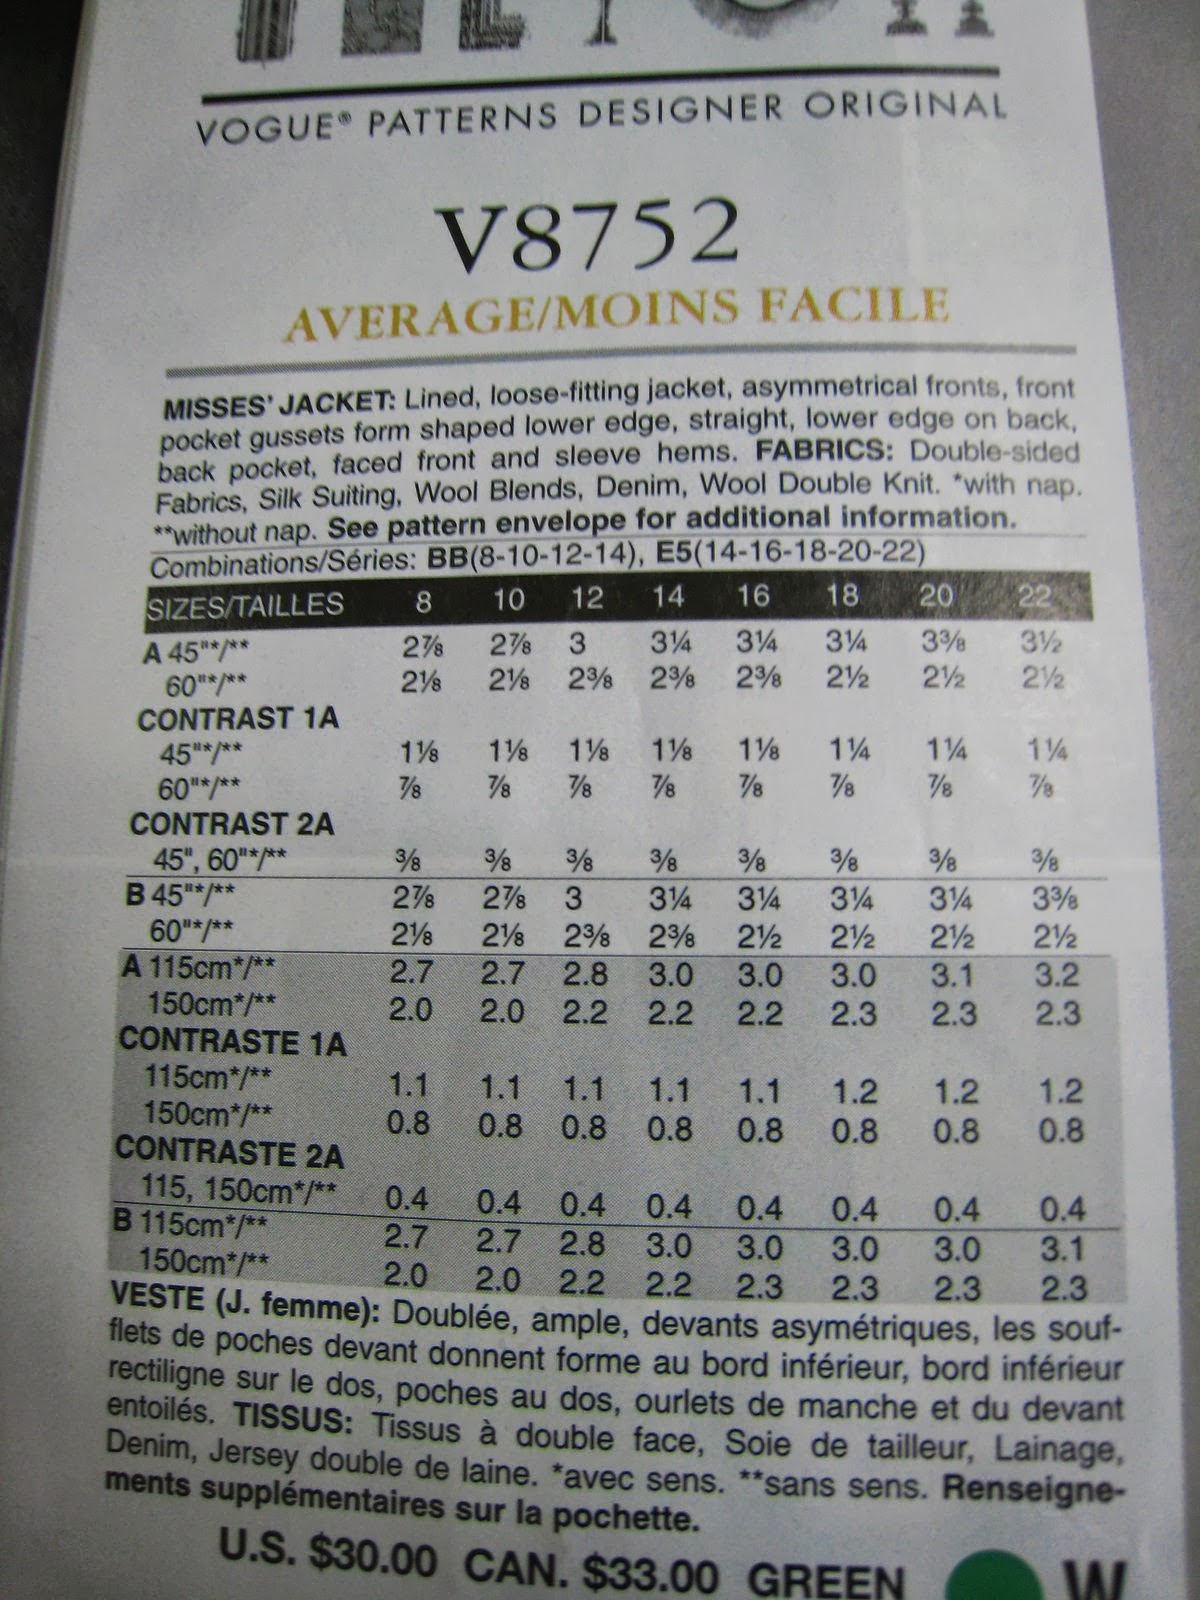 VOGUE® PATTERNS DESIGNER ORIGINAL
V8752
AVERAGE/MOINS FACILE
MISSES' JACKET: Lined, loose-fitting jacket, asymmetrical fronts, front
pocket gussets form shaped lower edge, straight, lower edge on back,
back pocket, faced front and sleeve hems. FABRICS: Double-sided
Fabrics, Silk Suiting, Wool Blends, Denim, Wool Double Knit. *with nap.
**without nap. See pattern envelope for additional information.
Combinations/Séries: BB(8-10-12-14), E5(14-16-18-20-22)
SIZES/TAILLES 8 10 12 14 16 18 20 22
A 45"*/** 2⅞ 2⅞ 3 3¼ 3¼ 3¼ 3⅜ 3½
60"*/** 2⅛ 2⅛ 2⅜ 2⅜ 2⅜ 2½ 2½ 2½
CONTRAST 1A
45"*/** 1⅛ 1⅛ 1⅛ 1⅛ 1⅛ 1¼ 1¼ 1¼
60"*/** ⅞ ⅞ ⅞ ⅞ ⅞ ⅞ ⅞ ⅞
CONTRAST 2A
45", 60"*/** ⅜ ⅜ ⅜ ⅜ ⅜ ⅜ ⅜ ⅜
B 45"*/** 2⅞ 2⅞ 3 3¼ 3¼ 3¼ 3¼ 3⅜
60"*/** 2⅛ 2⅛ 2⅜ 2⅜ 2½ 2½ 2½ 2½
A 115cm*/** 2.7 2.7 2.8 3.0 3.0 3.0 3.1 3.2
150cm*/** 2.0 2.0 2.2 2.2 2.2 2.3 2.3 2.3
CONTRASTE 1A
115cm*/** 1.1 1.1 1.1 1.1 1.1 1.2 1.2 1.2
150cm*/** 0.8 0.8 0.8 0.8 0.8 0.8 0.8 0.8
CONTRASTE 2A
115, 150cm*/** 0.4 0.4 0.4 0.4 0.4 0.4 0.4 0.4
B 115cm*/** 2.7 2.7 2.8 3.0 3.0 3.0 3.0 3.1
150cm*/** 2.0 2.0 2.2 2.2 2.3 2.3 2.3 2.3
VESTE (J. femme): Doublée, ample, devants asymétriques, les souf-
flets de poches devant donnent forme au bord inférieur, bord inférieur
rectiligne sur le dos, poches au dos, ourlets de manche et du devant
entoilés. TISSUS: Tissus à double face, Soie de tailleur, Lainage,
Denim, Jersey double de laine. *avec sens. **sans sens. Renseigne-
ments supplémentaires sur la pochette.
U.S. $30.00 CAN. $33.00 GREEN W